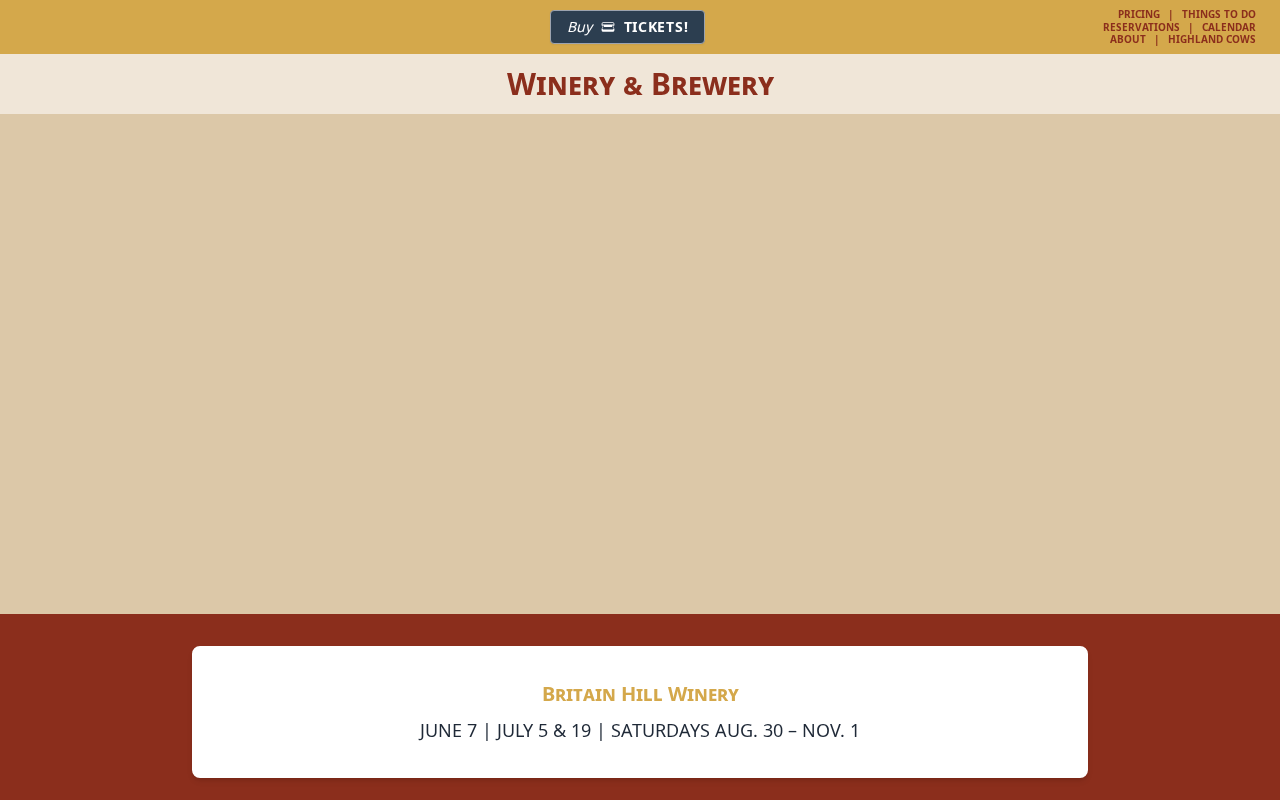 Buy TICKETS!
PRICING | THINGS TO DO
RESERVATIONS | CALENDAR
ABOUT | HIGHLAND COWS
Winery & Brewery
Britain Hill Winery
JUNE 7 | JULY 5 & 19 | SATURDAYS AUG. 30 – NOV. 1